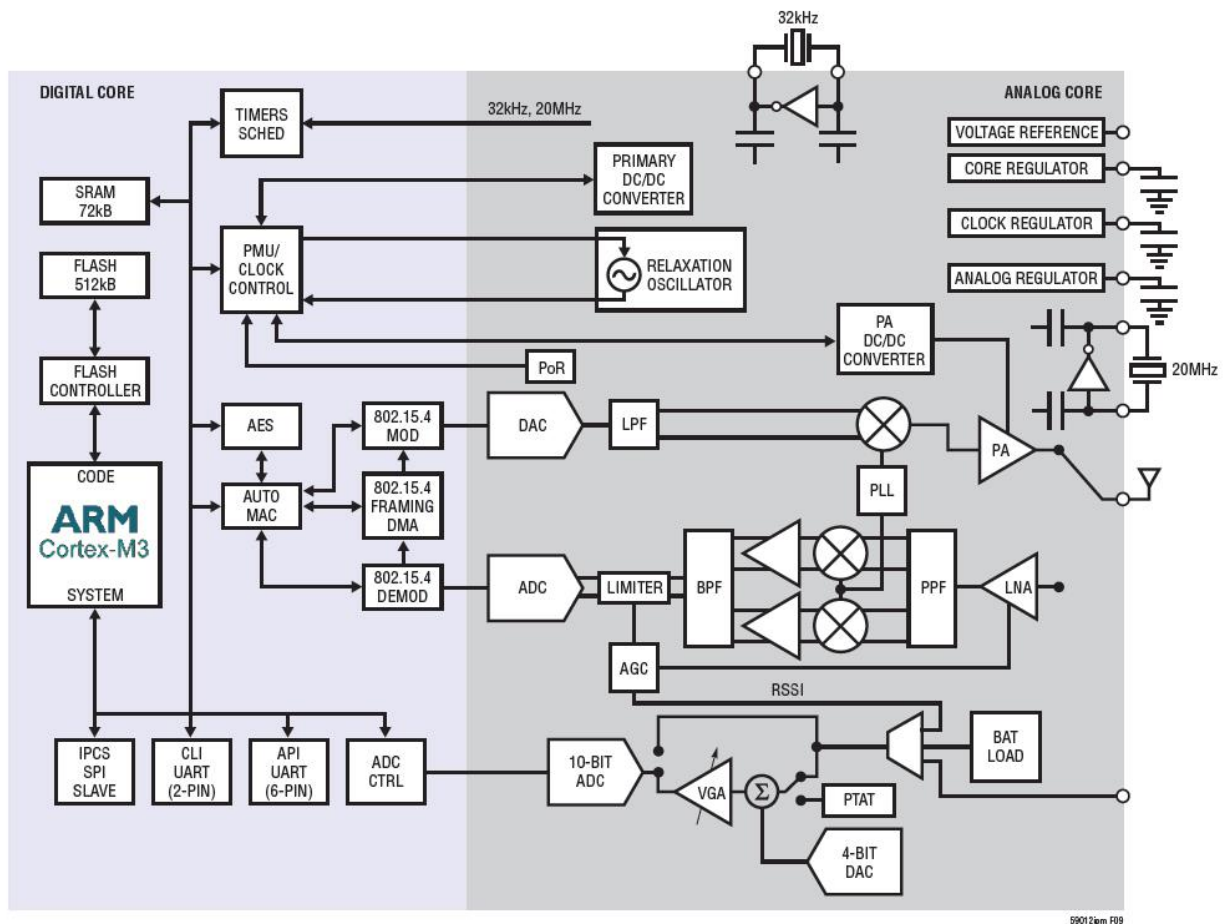 32kHz
DIGITAL CORE
ANALOG CORE
TIMERS
SCHED
32kHz, 20MHz
VOLTAGE REFERENCE
PRIMARY
DC/DC
CONVERTER
CORE REGULATOR
SRAM
72kB
PMU/
CLOCK
CONTROL
CLOCK REGULATOR
FLASH
512kB
RELAXATION
OSCILLATOR
ANALOG REGULATOR
PA
DC/DC
CONVERTER
PoR
20MHz
FLASH
CONTROLLER
AES
802.15.4
MOD
DAC
LPF
PA
CODE
ARM
Cortex-M3
SYSTEM
AUTO
MAC
802.15.4
FRAMING
DMA
PLL
802.15.4
DEMOD
ADC
LIMITER
BPF
PPF
LNA
AGC
RSSI
IPCS
SPI
SLAVE
CLI
UART
(2-PIN)
API
UART
(6-PIN)
ADC
CTRL
10-BIT
ADC
VGA
Σ
PTAT
BAT
LOAD
4-BIT
DAC
59012ipm F09